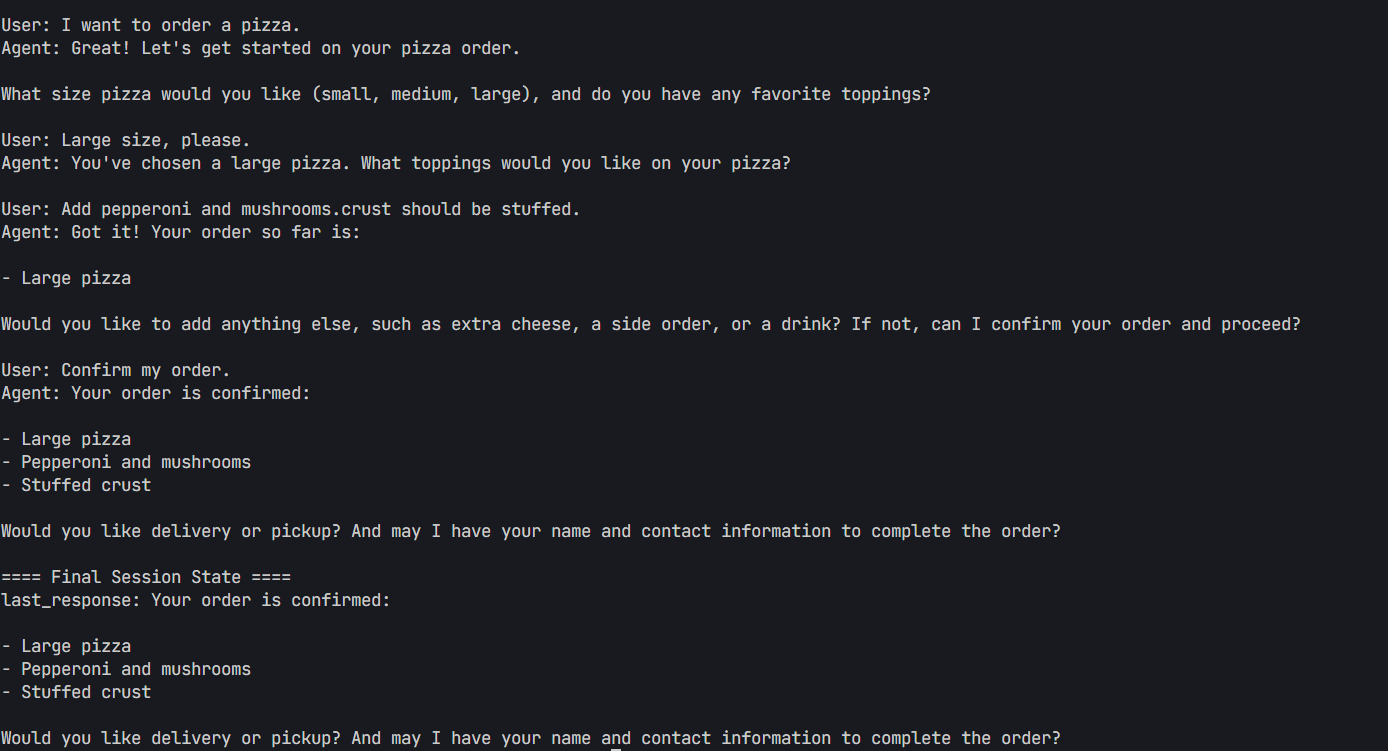 User: I want to order a pizza.
Agent: Great! Let's get started on your pizza order.
What size pizza would you like (small, medium, large), and do you have any favorite toppings?
User: Large size, please.
Agent: You've chosen a large pizza. What toppings would you like on your pizza?
User: Add pepperoni and mushrooms.crust should be stuffed.
Agent: Got it! Your order so far is:
- Large pizza
Would you like to add anything else, such as extra cheese, a side order, or a drink? If not, can I confirm your order and proceed?
User: Confirm my order.
Agent: Your order is confirmed:
- Large pizza
- Pepperoni and mushrooms
- Stuffed crust
Would you like delivery or pickup? And may I have your name and contact information to complete the order?
==== Final Session State ====
last_response: Your order is confirmed:
- Large pizza
- Pepperoni and mushrooms
- Stuffed crust
Would you like delivery or pickup? And may I have your name and contact information to complete the order?